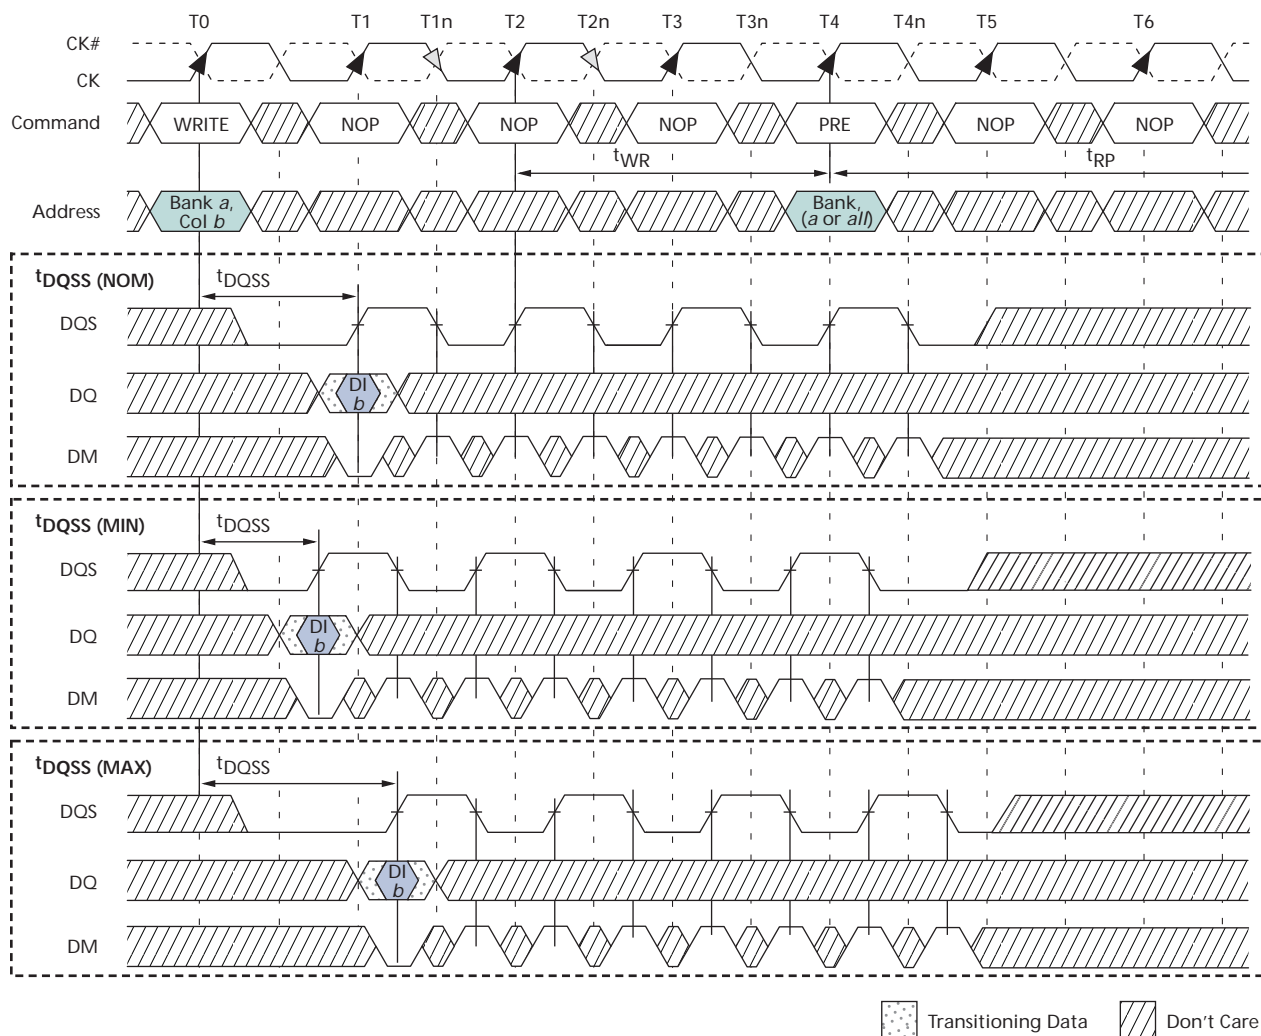 T0 T1 T1n T2 T2n T3 T3n T4 T4n T5 T6
CK#
CK
Command WRITE NOP NOP NOP PRE NOP NOP
tWR tRP
Address Bank a, Col b Bank, (a or all)
tDQSS (NOM) tDQSS
DQS
DQ DI b
DM
tDQSS (MIN) tDQSS
DQS
DQ DI b
DM
tDQSS (MAX) tDQSS
DQS
DQ DI b
DM
Transitioning Data Don't Care